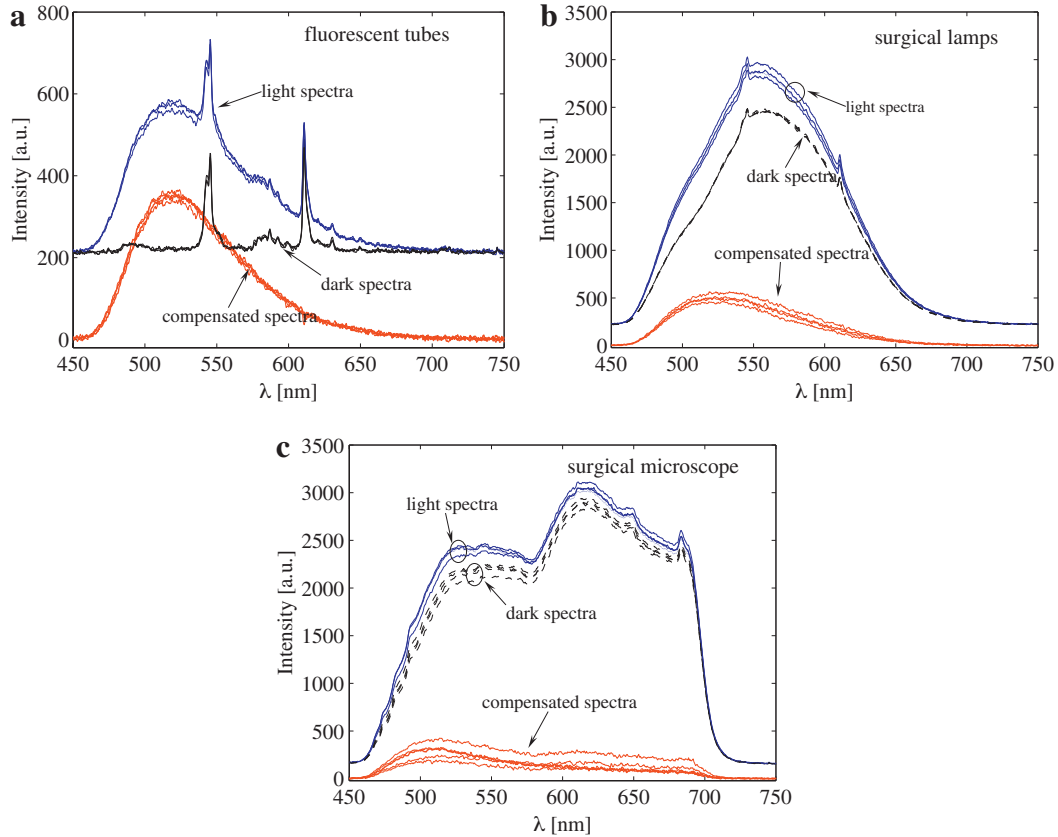 a
fluorescent tubes
800
600
400
200
0
Intensity [a.u.]
light spectra
dark spectra
compensated spectra
450 500 550 600 650 700 750
λ [nm]
b
surgical lamps
3500
3000
2500
2000
1500
1000
500
0
Intensity [a.u.]
light spectra
dark spectra
compensated spectra
450 500 550 600 650 700 750
λ [nm]
c
surgical microscope
3500
3000
2500
2000
1500
1000
500
0
Intensity [a.u.]
light spectra
dark spectra
compensated spectra
450 500 550 600 650 700 750
λ [nm]